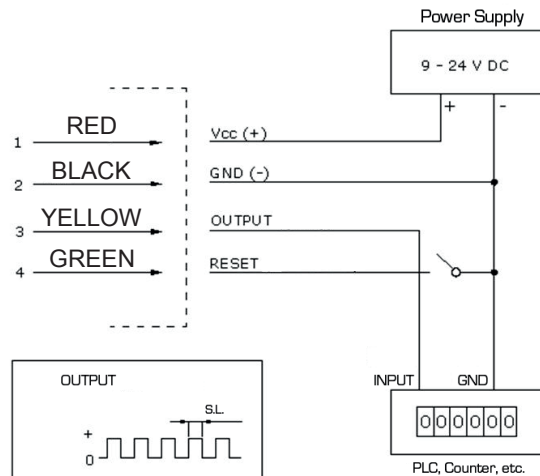 Power Supply
9 - 24 V DC
+ -
1 RED Vcc (+)
2 BLACK GND (-)
3 YELLOW OUTPUT
4 GREEN RESET
OUTPUT
S.L.
+
0
INPUT GND
000000
PLC, Counter, etc.